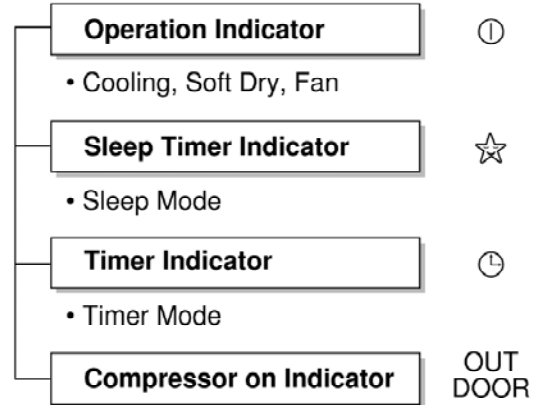 Operation Indicator
• Cooling, Soft Dry, Fan
Sleep Timer Indicator
• Sleep Mode
Timer Indicator
• Timer Mode
Compressor on Indicator
OUT
DOOR